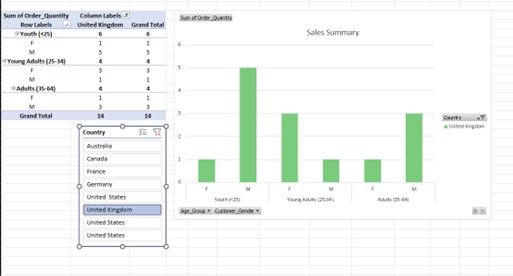 Sum of Order_Quantity Column Labels
Row Labels United Kingdom Grand Total
Youth (<25) 6 6
F 1 1
M 5 5
Young Adults (25-34) 4 4
F 3 3
M 1 1
Adults (35-64) 4 4
F 1 1
M 3 3
Grand Total 14 14
Country
Australia
Canada
France
Germany
United States
United Kingdom
United States
United States
Sum of Order_Quantity
Sales Summary
6
5
4
3
2
1
0
F M F M F M
Youth (<25) Young Adults (25-34) Adults (35-64)
Country
United Kingdom
Age_Group Customer_Gender
+ -